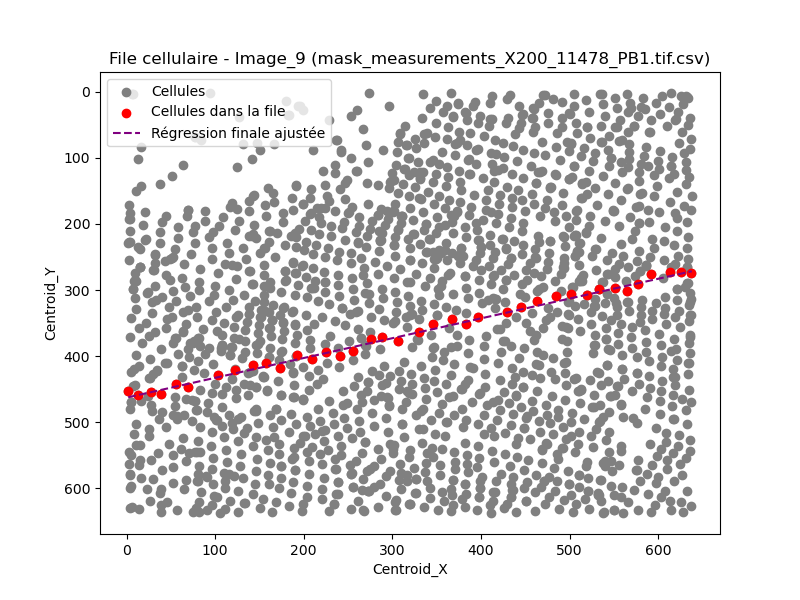 File cellulaire - Image_9 (mask_measurements_X200_11478_PB1.tif.csv)
Cellules
Cellules dans la file
Régression finale ajustée
Centroid_Y
0
100
200
300
400
500
600
0 100 200 300 400 500 600
Centroid_X